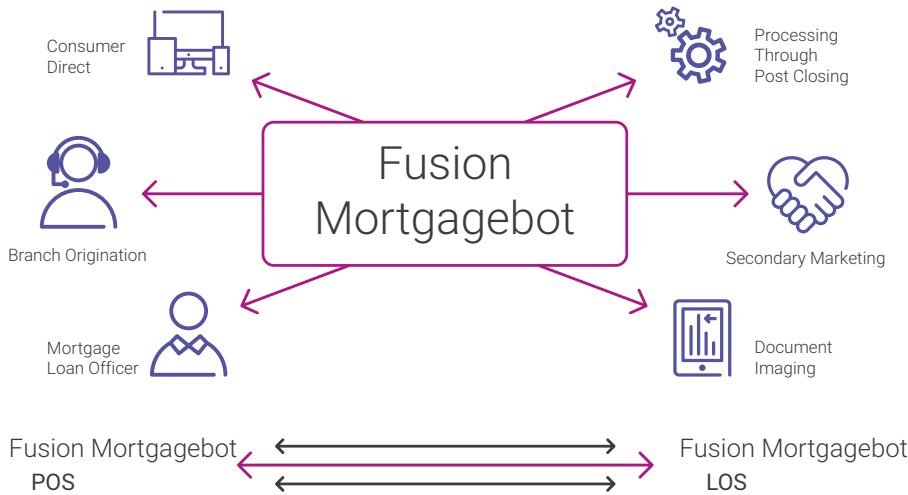 Consumer
Direct
Processing
Through
Post Closing
Fusion
Mortgagebot
Branch Origination
Secondary Marketing
Mortgage
Loan Officer
Document
Imaging
Fusion Mortgagebot
POS
Fusion Mortgagebot
LOS